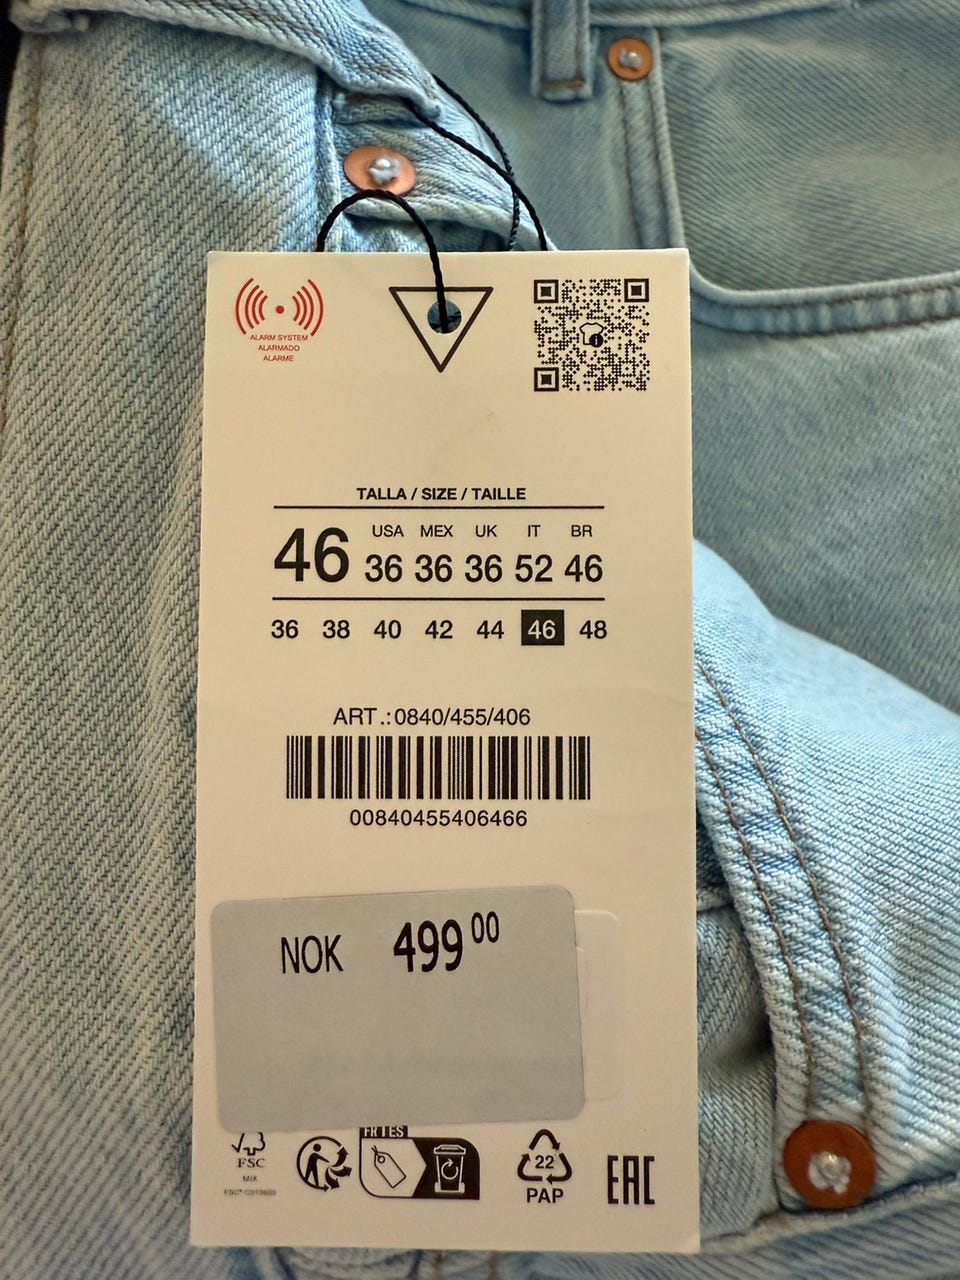 ALARM SYSTEM
ALARMADO
ALARME
TALLA / SIZE / TAILLE
46
USA MEX UK IT BR
36 36 36 52 46
36 38 40 42 44 46 48
ART.:0840/455/406
00840455406466
NOK 499⁰⁰
FR ES
FSC
MIX
22
PAP
EAC